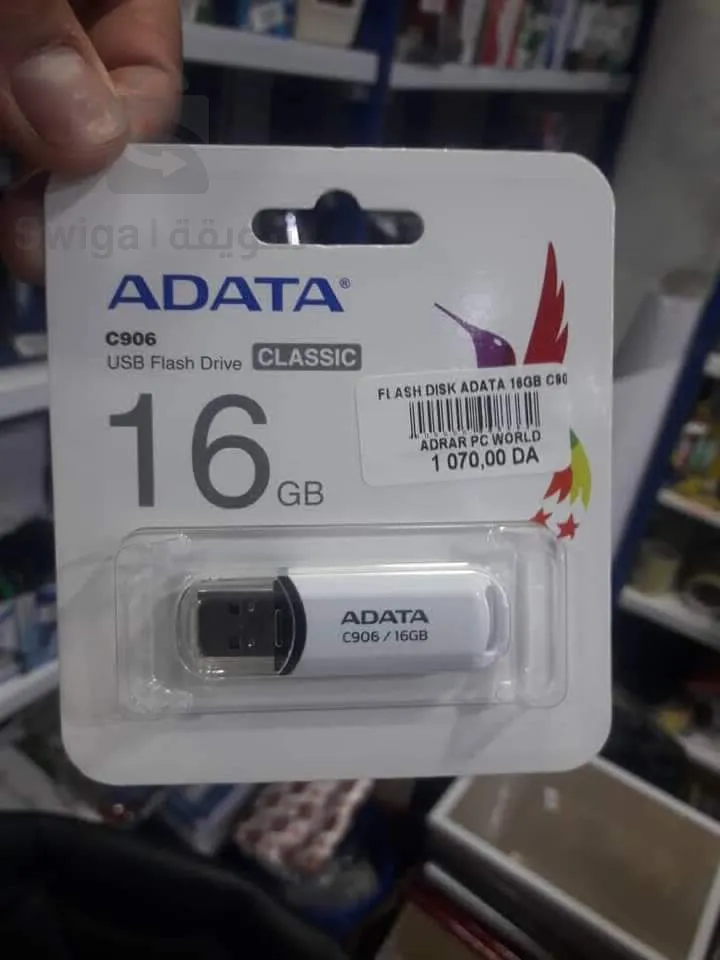 Swiga | سويقة
ADATA®
C906
USB Flash Drive CLASSIC
16 GB
FLASH DISK ADATA 16GB C90
ADRAR PC WORLD
1 070,00 DA
ADATA
C906 / 16GB